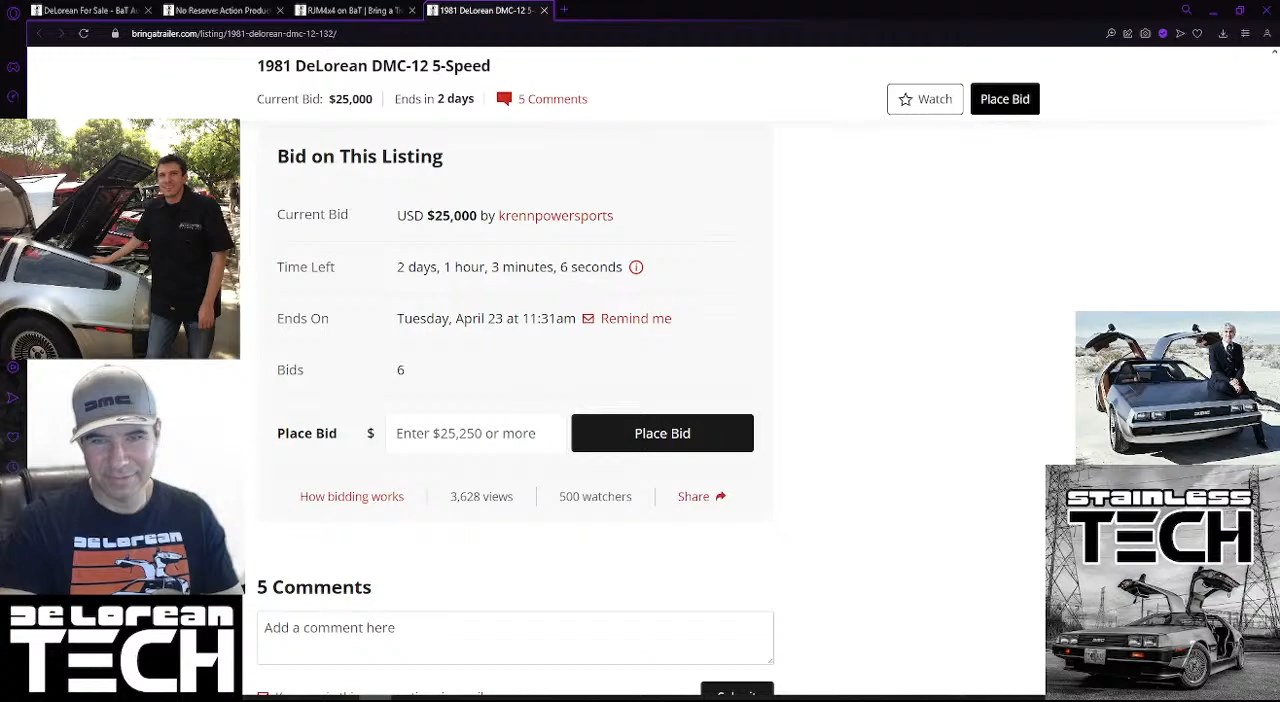 DeLorean For Sale - BaT Au
No Reserve: Action Produc
RJM4x4 on BaT | Bring a Tr
1981 DeLorean DMC-12 5-
bringatrailer.com/listing/1981-delorean-dmc-12-132/
1981 DeLorean DMC-12 5-Speed
Current Bid: $25,000
Ends in 2 days
5 Comments
Watch
Place Bid
Bid on This Listing
Current Bid
USD $25,000 by krennpowersports
Time Left
2 days, 1 hour, 3 minutes, 6 seconds
Ends On
Tuesday, April 23 at 11:31am
Remind me
Bids
6
Place Bid
$
Enter $25,250 or more
Place Bid
How bidding works
3,628 views
500 watchers
Share
5 Comments
Add a comment here
DMC
DELOREAN
DELOREAN
TECH
STAINLESS
TECH